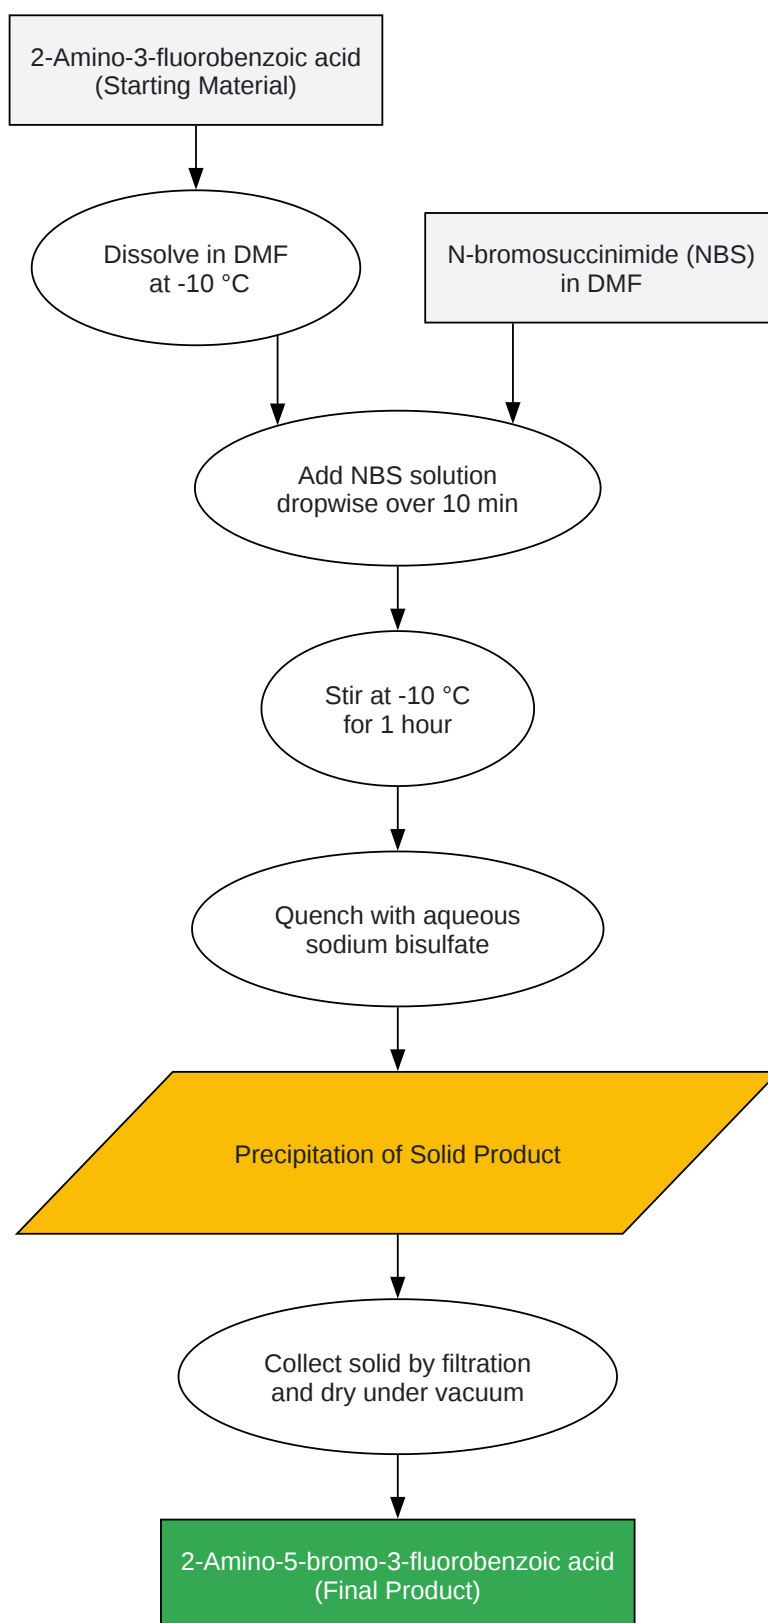 2-Amino-3-fluorobenzoic acid
(Starting Material)
Dissolve in DMF
at -10 °C
N-bromosuccinimide (NBS)
in DMF
Add NBS solution
dropwise over 10 min
Stir at -10 °C
for 1 hour
Quench with aqueous
sodium bisulfate
Precipitation of Solid Product
Collect solid by filtration
and dry under vacuum
2-Amino-5-bromo-3-fluorobenzoic acid
(Final Product)